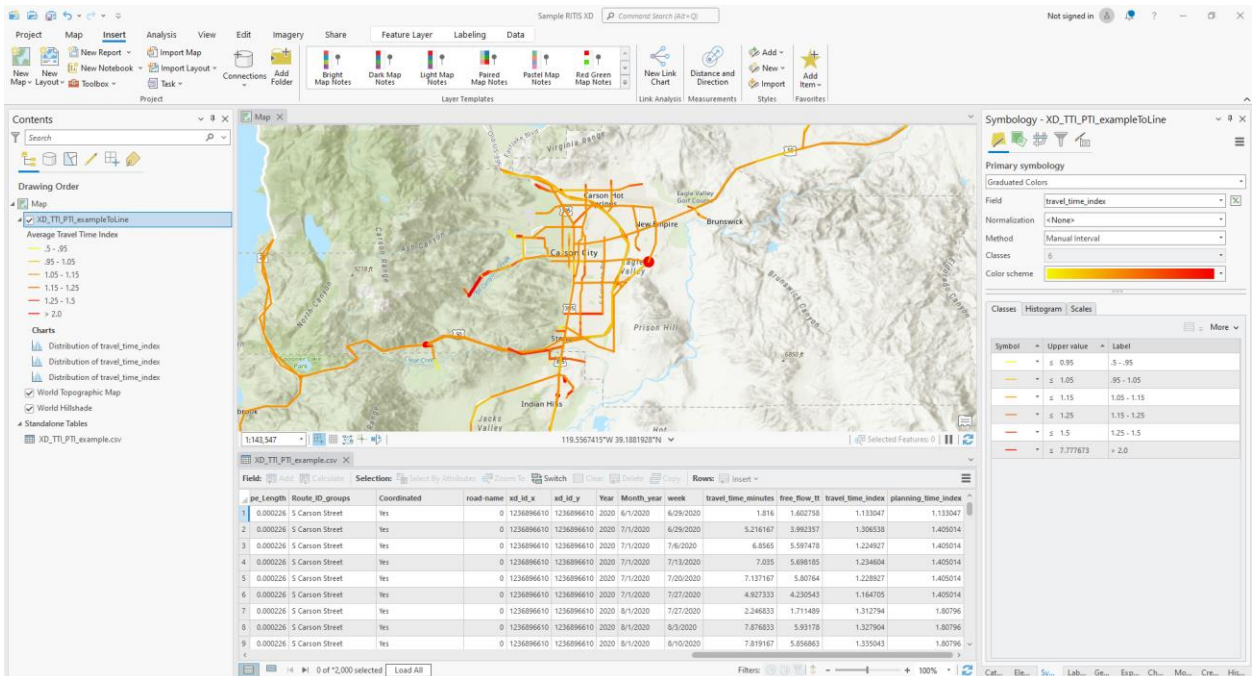 Sample RITIS XD
Command Search (Alt+Q)
Not signed in
Project Map Insert Analysis View Edit Imagery Share Feature Layer Labeling Data
New Map
New Layout
New Report
New Notebook
Toolbox
Import Map
Import Layout
Task
Connections
Add Folder
Bright Map Notes
Dark Map Notes
Light Map Notes
Paired Map Notes
Pastel Map Notes
Red Green Map Notes
New Link Chart
Distance and Direction
Add
New
Import
Add Item
Project Layer Templates Link Analysis Measurements Styles Favorites
Contents
Search
Drawing Order
Map
XD_TTI_PTI_exampleToLine
Average Travel Time Index
.5 - .95
.95 - 1.05
1.05 - 1.15
1.15 - 1.25
1.25 - 1.5
> 2.0
Charts
Distribution of travel_time_index
Distribution of travel_time_index
Distribution of travel_time_index
World Topographic Map
World Hillshade
Standalone Tables
XD_TTI_PTI_example.csv
Map
Virginia Range
Carson Hot Springs
Eagle Valley Golf Course
New Empire
Brunswick
Carson City
Eagle Valley
Carson Range
Ash Canyon
North Canyon
Prison Hill
Brunswick Canyon
Indian Hills
Jacks Valley
1:143,547
119.5567415°W 39.1881928°N
Selected Features: 0
XD_TTI_PTI_example.csv
Field: Add Calculate Selection: Select By Attributes Zoom To Switch Clear Delete Copy Rows: Insert
pe_Length Route_ID_groups Coordinated road-name xd_id_x xd_id_y Year Month_year week travel_time_minutes free_flow_tt travel_time_index planning_time_index
1 0.000226 S Carson Street Yes 0 1236896610 1236896610 2020 6/1/2020 6/29/2020 1.816 1.602758 1.133047 1.133047
2 0.000226 S Carson Street Yes 0 1236896610 1236896610 2020 7/1/2020 6/29/2020 5.216167 3.992357 1.306538 1.405014
3 0.000226 S Carson Street Yes 0 1236896610 1236896610 2020 7/1/2020 7/6/2020 6.8565 5.597478 1.224927 1.405014
4 0.000226 S Carson Street Yes 0 1236896610 1236896610 2020 7/1/2020 7/13/2020 7.035 5.698185 1.234604 1.405014
5 0.000226 S Carson Street Yes 0 1236896610 1236896610 2020 7/1/2020 7/20/2020 7.137167 5.80764 1.228927 1.405014
6 0.000226 S Carson Street Yes 0 1236896610 1236896610 2020 7/1/2020 7/27/2020 4.927333 4.230543 1.164705 1.405014
7 0.000226 S Carson Street Yes 0 1236896610 1236896610 2020 8/1/2020 7/27/2020 2.246833 1.711489 1.312794 1.80796
8 0.000226 S Carson Street Yes 0 1236896610 1236896610 2020 8/1/2020 8/3/2020 7.876833 5.93178 1.327904 1.80796
9 0.000226 S Carson Street Yes 0 1236896610 1236896610 2020 8/1/2020 8/10/2020 7.819167 5.856863 1.335043 1.80796
0 of *2,000 selected Load All
Filters: 100%
Symbology - XD_TTI_PTI_exampleToLine
Primary symbology
Graduated Colors
Field travel_time_index
Normalization <None>
Method Manual Interval
Classes 6
Color scheme
Classes Histogram Scales
More
Symbol Upper value Label
≤ 0.95 .5 - .95
≤ 1.05 .95 - 1.05
≤ 1.15 1.05 - 1.15
≤ 1.25 1.15 - 1.25
≤ 1.5 1.25 - 1.5
≤ 7.777673 > 2.0
Cat... Ele... Sy... Lab... Ge... Exp... Ch... Mo... Cre... His...